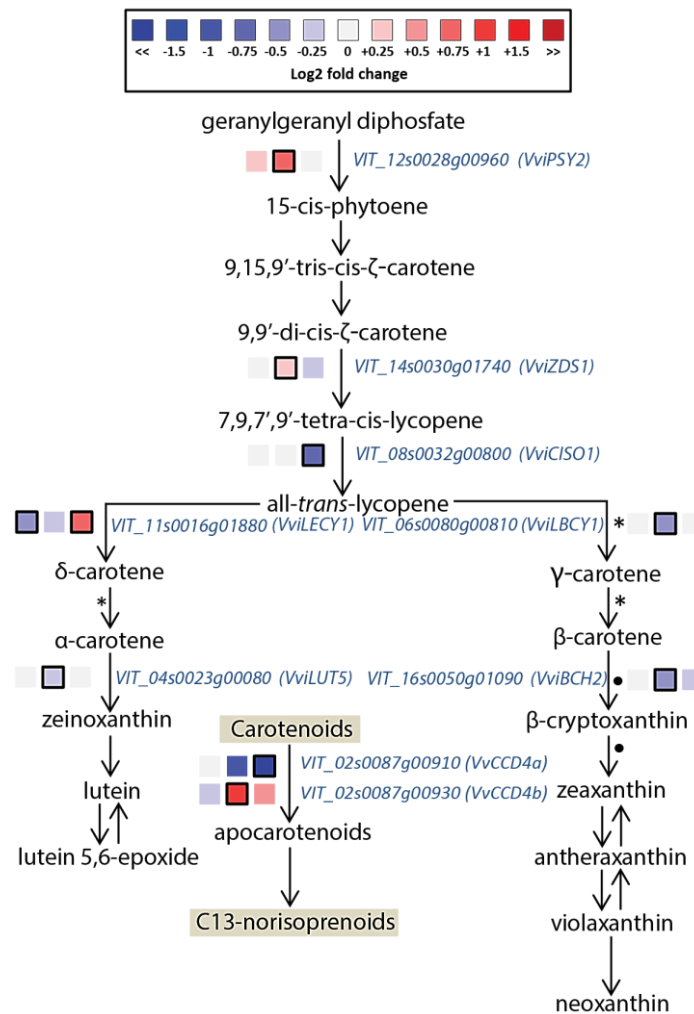 << -1.5 -1 -0.75 -0.5 -0.25 0 +0.25 +0.5 +0.75 +1 +1.5 >>
Log2 fold change
geranylgeranyl diphosfate
VIT_12s0028g00960 (VviPSY2)
15-cis-phytoene
9,15,9′-tris-cis-ζ-carotene
9,9′-di-cis-ζ-carotene
VIT_14s0030g01740 (VviZDS1)
7,9,7′,9′-tetra-cis-lycopene
VIT_08s0032g00800 (VviCISO1)
all-trans-lycopene
VIT_11s0016g01880 (VviLECY1) VIT_06s0080g00810 (VviLBCY1) *
δ-carotene γ-carotene
* *
α-carotene β-carotene
VIT_04s0023g00080 (VviLUT5) VIT_16s0050g01090 (VviBCH2)
zeinoxanthin β-cryptoxanthin
Carotenoids
VIT_02s0087g00910 (VvCCD4a)
VIT_02s0087g00930 (VvCCD4b)
lutein zeaxanthin
apocarotenoids
lutein 5,6-epoxide antheraxanthin
C13-norisoprenoids violaxanthin
neoxanthin